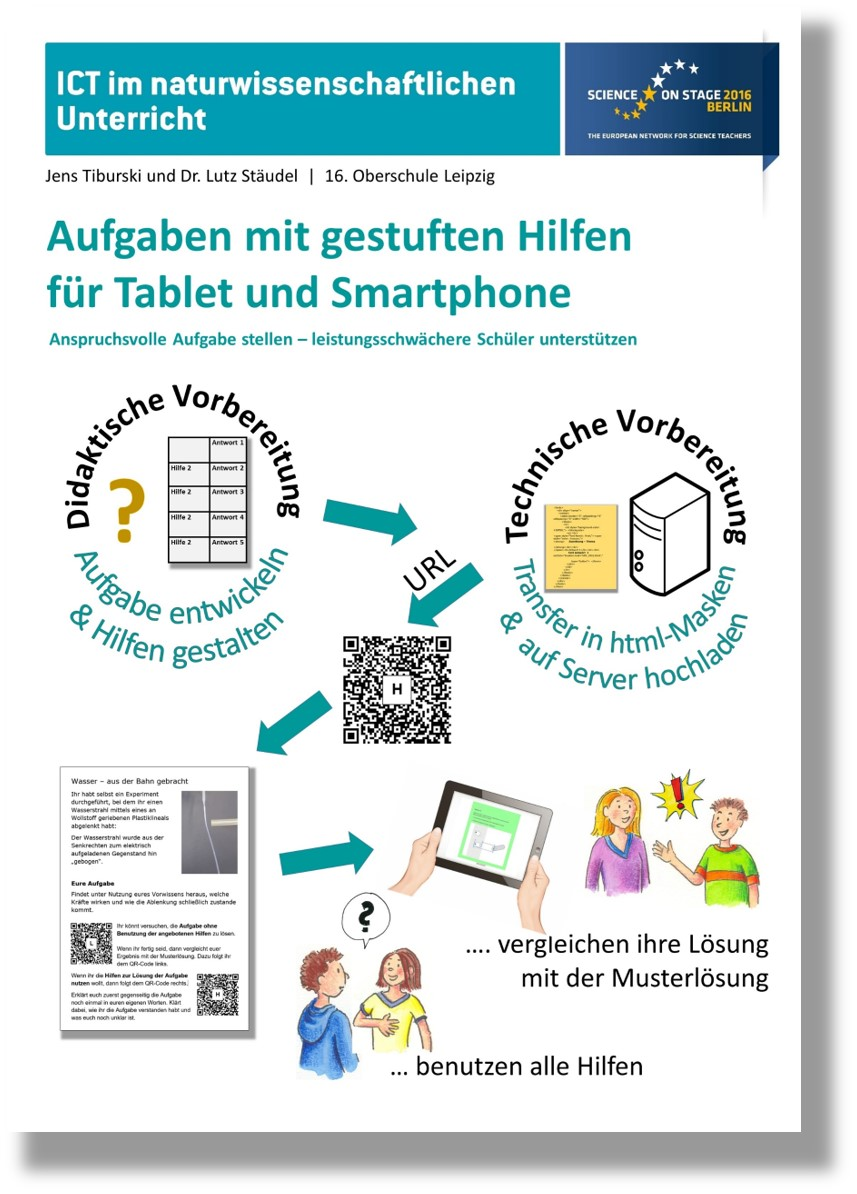 ICT im naturwissenschaftlichen
Unterricht
SCIENCE ON STAGE 2016
BERLIN
THE EUROPEAN NETWORK FOR SCIENCE TEACHERS
Jens Tiburski und Dr. Lutz Stäudel | 16. Oberschule Leipzig
Aufgaben mit gestuften Hilfen
für Tablet und Smartphone
Anspruchsvolle Aufgabe stellen – leistungsschwächere Schüler unterstützen
Didaktische Vorbereitung
?
Antwort 1
Hilfe 2 Antwort 2
Hilfe 2 Antwort 3
Hilfe 2 Antwort 4
Hilfe 2 Antwort 5
Aufgabe entwickeln
& Hilfen gestalten
Technische Vorbereitung
Transfer in html-Masken
& auf Server hochladen
URL
H
Wasser – aus der Bahn gebracht
Ihr habt selbst ein Experiment
durchgeführt, bei dem ihr einen
Wasserstrahl mittels eines an
Wollstoff geriebenen Plastiklineals
abgelenkt habt:
Der Wasserstrahl wurde aus der
Senkrechten zum elektrisch
aufgeladenen Gegenstand hin
„gebogen“.
Eure Aufgabe
Findet unter Nutzung eures Vorwissens heraus, welche
Kräfte wirken und wie die Ablenkung schließlich zustande
kommt.
L
Ihr könnt versuchen, die Aufgabe ohne
Benutzung der angebotenen Hilfen zu lösen.
Wenn ihr fertig seid, dann vergleicht euer
Ergebnis mit der Musterlösung. Dazu folgt ihr
dem QR-Code links.
Wenn ihr die Hilfen zur Lösung der Aufgabe
nutzen wollt, dann folgt dem QR-Code rechts.
Erklärt euch zuerst gegenseitig die Aufgabe
noch einmal in euren eigenen Worten. Klärt
dabei, wie ihr die Aufgabe verstanden habt und
was euch noch unklar ist.
H
!
.... vergleichen ihre Lösung
mit der Musterlösung
?
... benutzen alle Hilfen